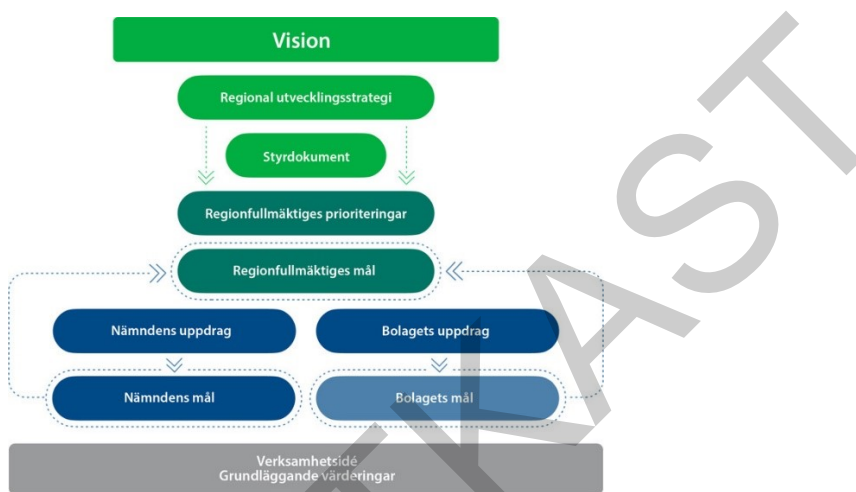 Vision
Regional utvecklingsstrategi
Styrdokument
Regionfullmäktiges prioriteringar
Regionfullmäktiges mål
Nämndens uppdrag
Bolagets uppdrag
Nämndens mål
Bolagets mål
Verksamhetsidé
Grundläggande värderingar
TKAST